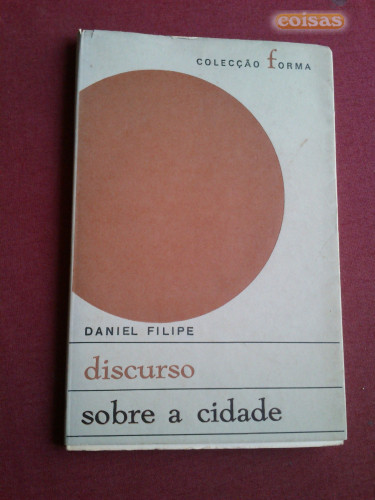 coisas
COLECÇÃO FORMA
DANIEL FILIPE
discurso
sobre a cidade